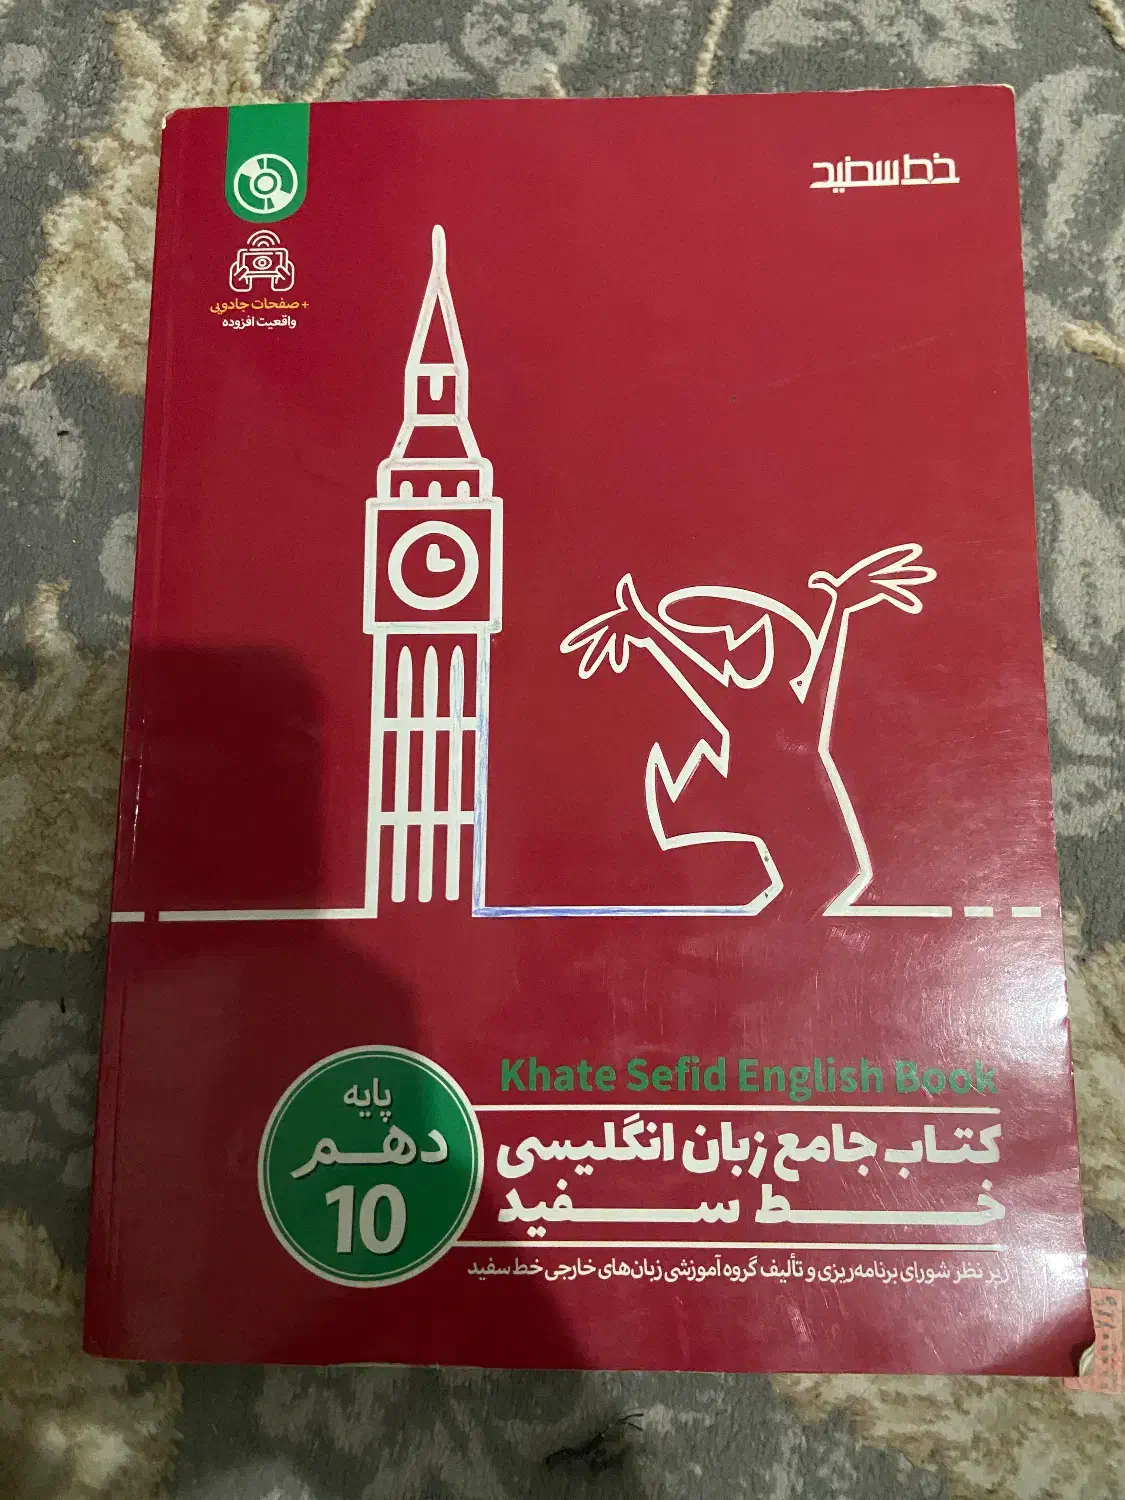 خط سفید
+ صفحات جادویی
واقعیت افزوده
Khate Sefid English Book
کتاب جامع زبان انگلیسی
خط سفید
زیر نظر شورای برنامه‌ریزی و تألیف گروه آموزشی زبان‌های خارجی خط سفید
پایه
دهم
10